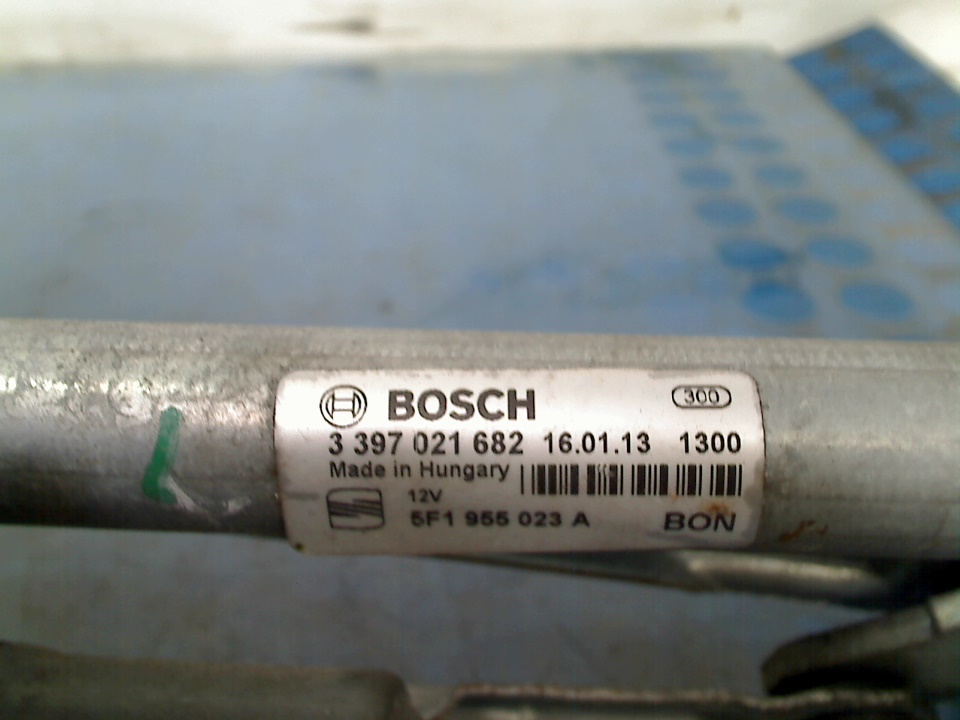 BOSCH 300
3 397 021 682 16.01.13 1300
Made in Hungary
12V
5F1 955 023 A BON